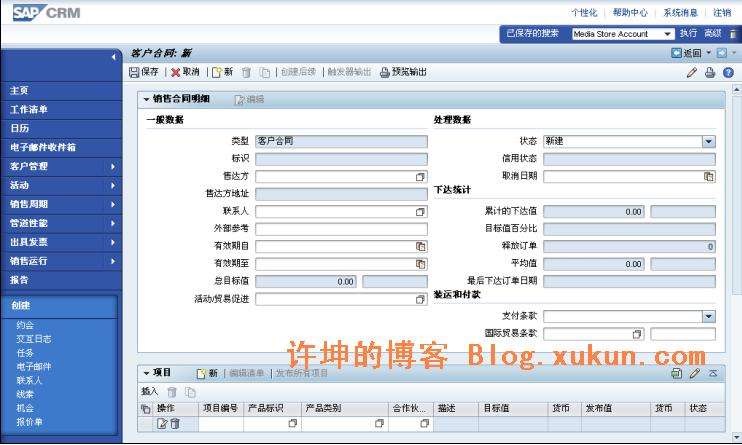 SAP CRM
个性化 | 帮助中心 | 系统消息 | 注销
已保存的搜索 Media Store Account 执行 高级
客户合同: 新 返回
保存 | 取消 | 新 | 创建后续 | 触发器输出 | 预览输出
主页
工作清单
日历
电子邮件收件箱
客户管理
活动
销售周期
管道性能
出具发票
销售运行
报告
创建
约会
交互日志
任务
电子邮件
联系人
线索
机会
报价单
销售合同明细 编辑
一般数据
类型 客户合同
标识
售达方
售达方地址
联系人
外部参考
有效期自
有效期至
总目标值 0.00
活动/贸易促进
处理数据
状态 新建
信用状态
取消日期
下达统计
累计的下达值 0.00
目标值百分比
释放订单 0
平均值 0.00
最后下达订单日期
装运和付款
支付条款
国际贸易条款
许坤的博客 Blog.xukun.com
项目 新 | 编辑清单 | 发布所有项目
插入
操作 项目编号 产品标识 产品类别 合作伙... 描述 目标值 货币 发布值 货币 状态